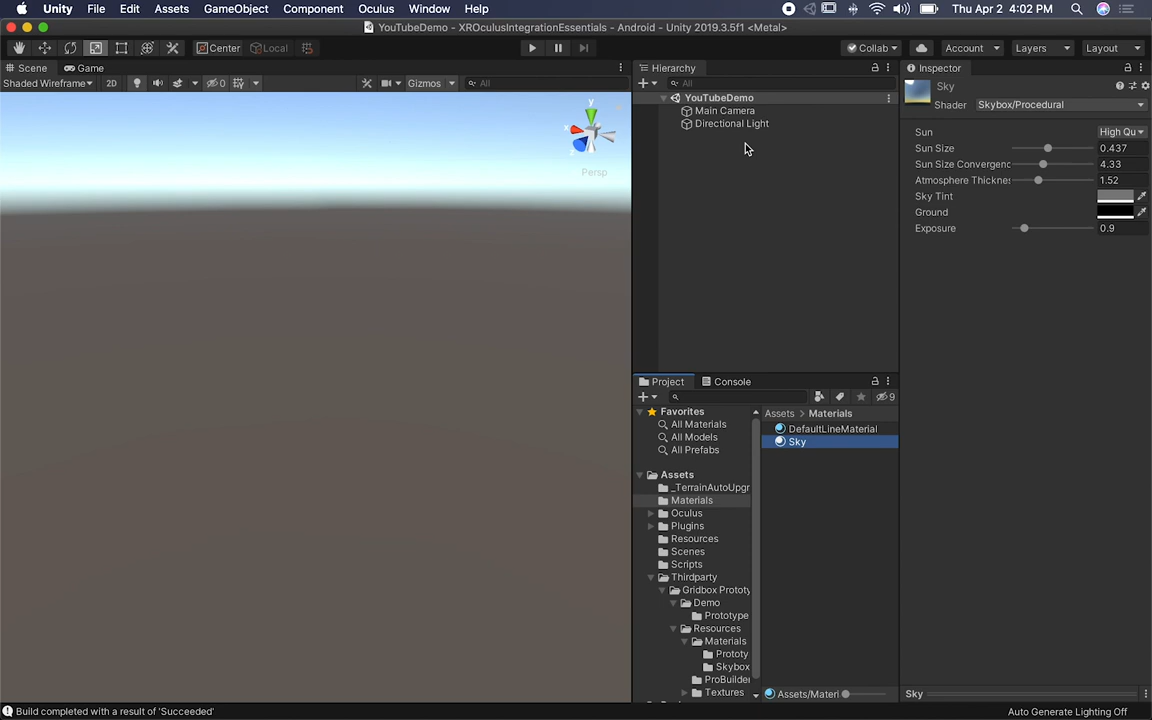 Unity File Edit Assets GameObject Component Oculus Window Help Thu Apr 2 4:02 PM
YouTubeDemo - XROculusIntegrationEssentials - Android - Unity 2019.3.5f1 <Metal>
Center Local Collab Account Layers Layout
Scene Game
Shaded Wireframe 2D 0 Gizmos All
y
x
Persp
Hierarchy
All
YouTubeDemo
Main Camera
Directional Light
Project Console
9
Favorites
All Materials
All Models
All Prefabs
Assets
_TerrainAutoUpgr
Materials
Oculus
Plugins
Resources
Scenes
Scripts
Thirdparty
Gridbox Prototy
Demo
Prototype
Resources
Materials
Prototy
Skybox
ProBuilder
Textures
Assets > Materials
DefaultLineMaterial
Sky
Assets/Materi
Inspector
Sky
Shader Skybox/Procedural
Sun High Qu
Sun Size 0.437
Sun Size Convergenc 4.33
Atmosphere Thicknes 1.52
Sky Tint
Ground
Exposure 0.9
Sky
Build completed with a result of 'Succeeded' Auto Generate Lighting Off